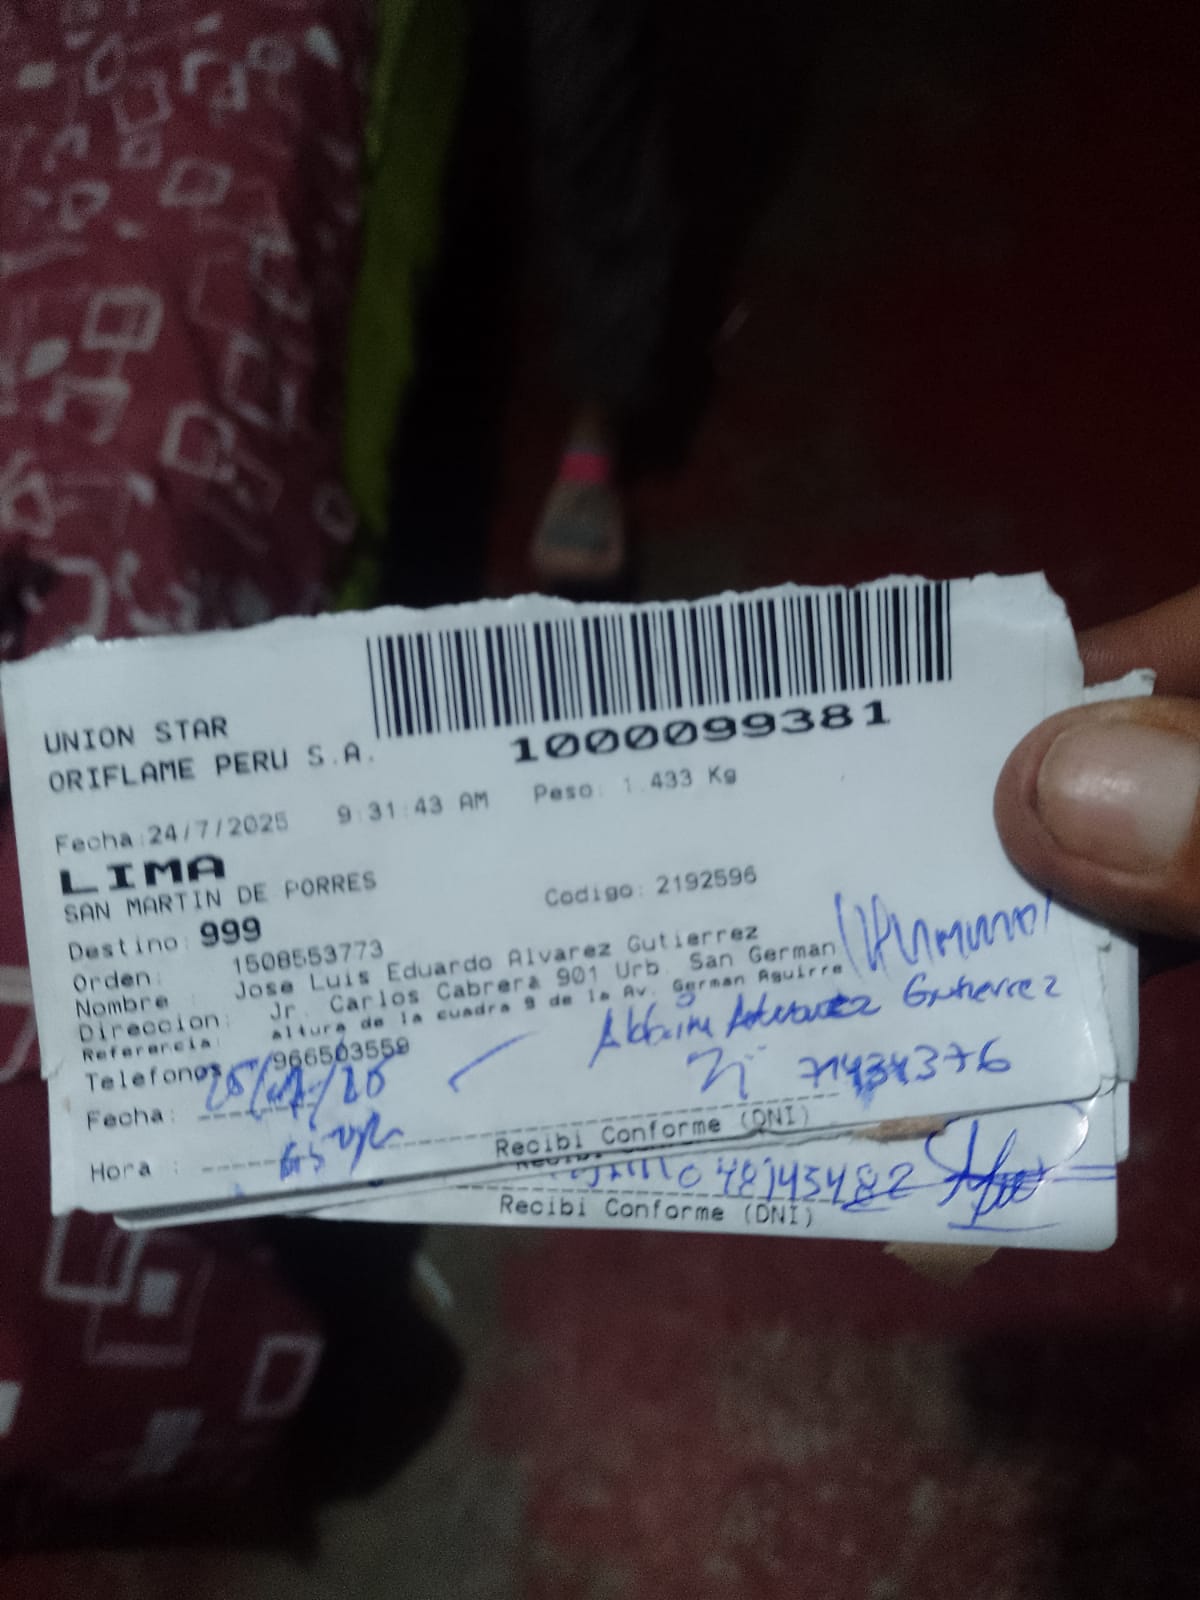 UNION STAR
ORIFLAME PERU S.A.
1000099381
Fecha:24/7/2025 9:31:43 AM Peso: 1.433 Kg
LIMA
SAN MARTIN DE PORRES
Codigo: 2192596
Destino: 999
Orden: 1508553773
Nombre : Jose Luis Eduardo Alvarez Gutierrez
Direccion: Jr. Carlos Cabrera 901 Urb. San German
Referencia: altura de la cuadra 9 de la Av. German Aguirre
Telefonos 966503559
Gutierrez
71434376
Fecha:
Hora :
Recibi Conforme (DNI)
48145482
Recibi Conforme (DNI)